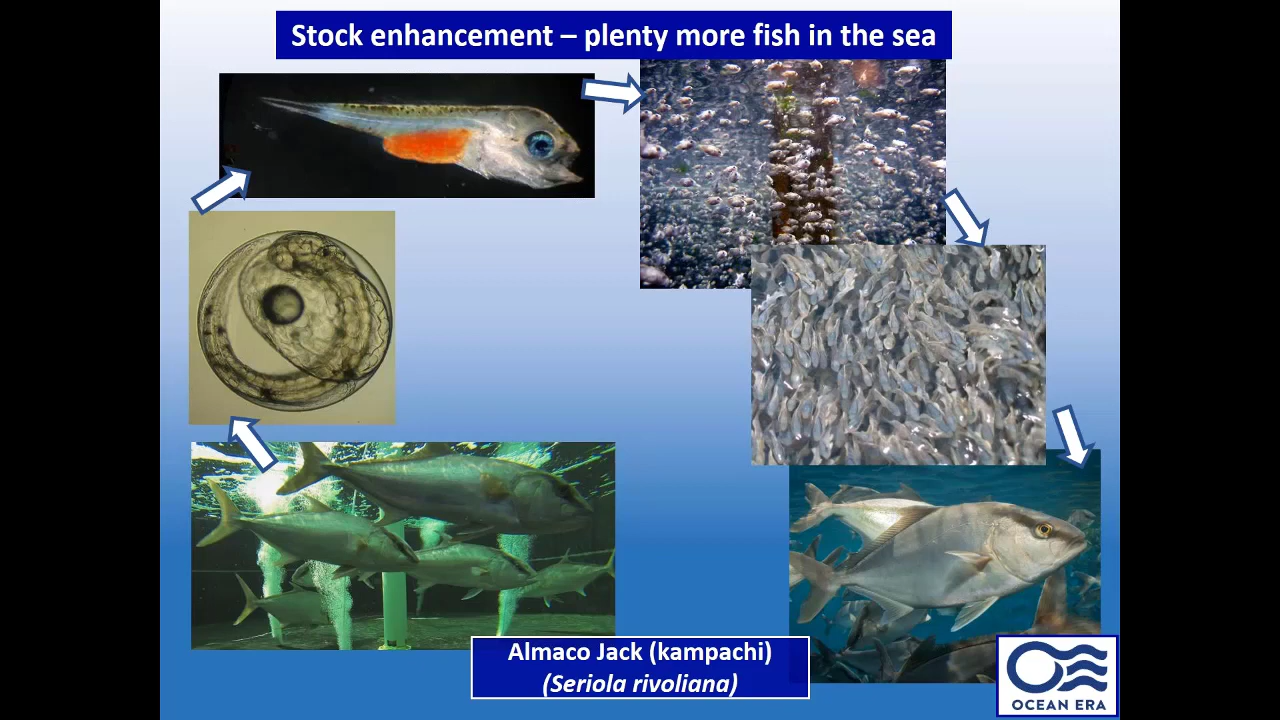 Stock enhancement – plenty more fish in the sea
Almaco Jack (kampachi)
(Seriola rivoliana)
OCEAN ERA